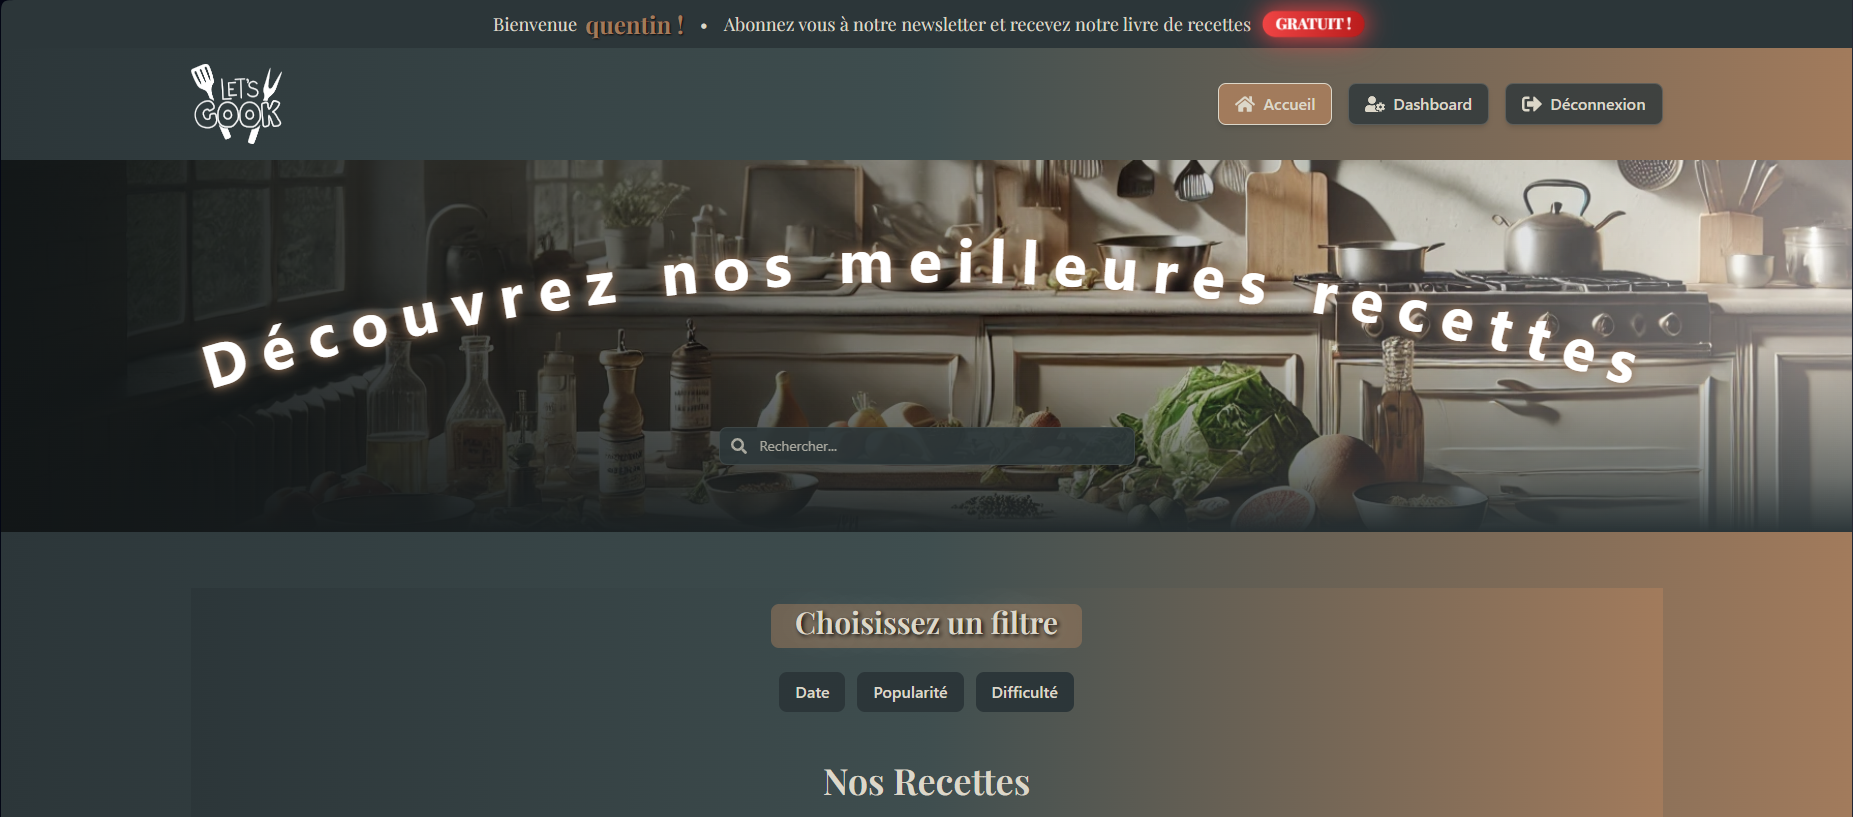 Bienvenue quentin ! • Abonnez vous à notre newsletter et recevez notre livre de recettes GRATUIT !
LET'S
COOK
Accueil Dashboard Déconnexion
Découvrez nos meilleures recettes
Rechercher...
Choisissez un filtre
Date Popularité Difficulté
Nos Recettes